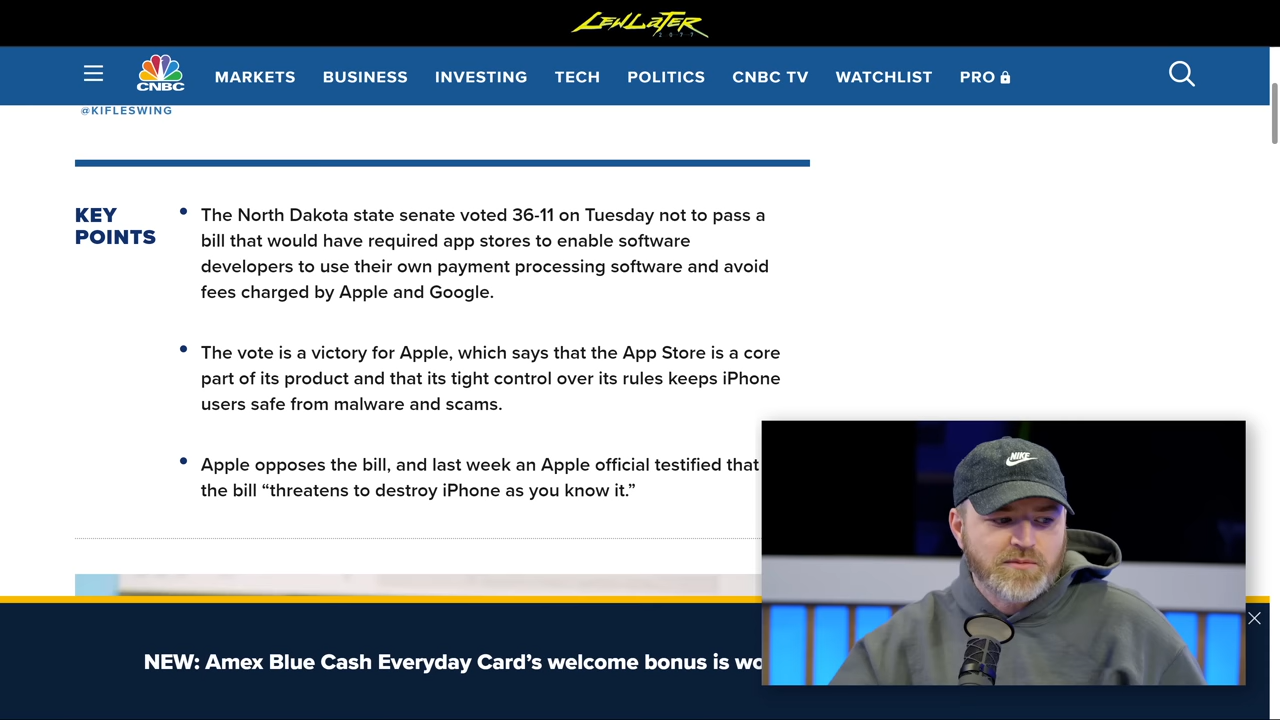 LEWLATER
2077
CNBC
MARKETS BUSINESS INVESTING TECH POLITICS CNBC TV WATCHLIST PRO
@KIFLESWING
KEY
POINTS
• The North Dakota state senate voted 36-11 on Tuesday not to pass a
bill that would have required app stores to enable software
developers to use their own payment processing software and avoid
fees charged by Apple and Google.
• The vote is a victory for Apple, which says that the App Store is a core
part of its product and that its tight control over its rules keeps iPhone
users safe from malware and scams.
• Apple opposes the bill, and last week an Apple official testified that
the bill “threatens to destroy iPhone as you know it.”
NIKE
NEW: Amex Blue Cash Everyday Card’s welcome bonus is wo